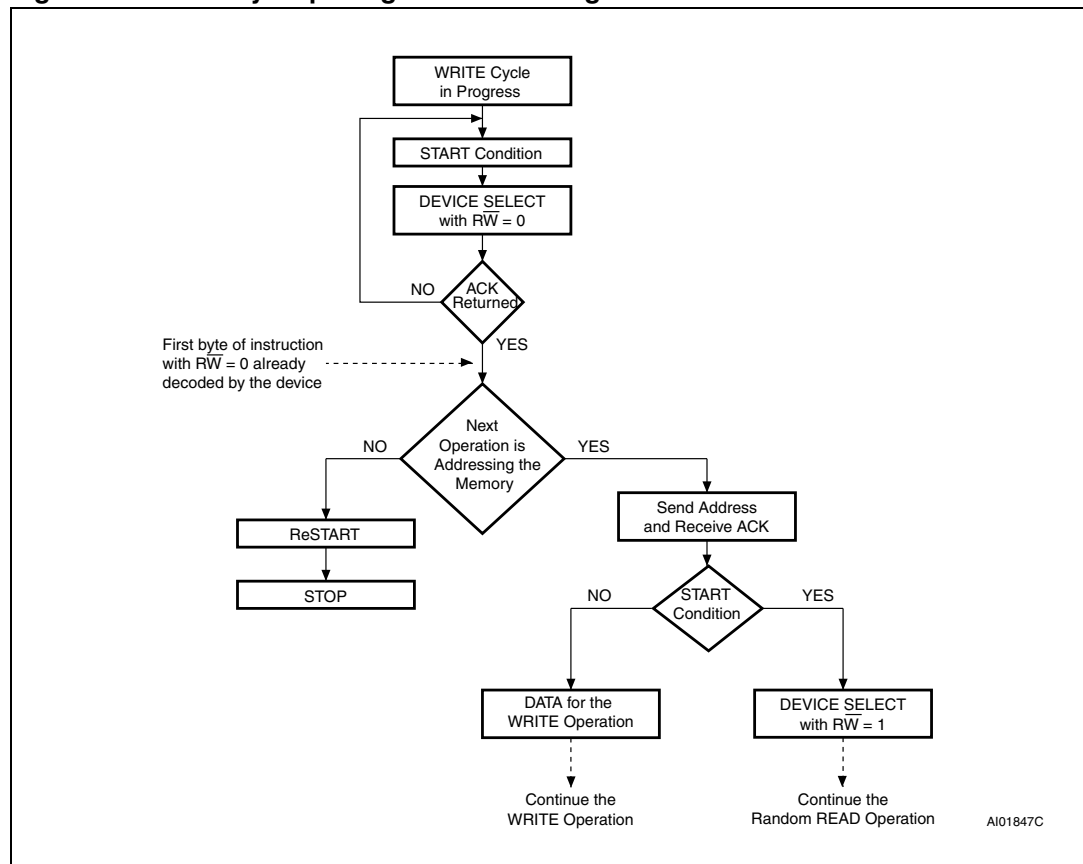 WRITE Cycle
in Progress
START Condition
DEVICE SELECT
with RW̅ = 0
NO
ACK
Returned
YES
First byte of instruction
with RW̅ = 0 already
decoded by the device
NO
Next
Operation is
Addressing the
Memory
YES
ReSTART
STOP
Send Address
and Receive ACK
NO
START
Condition
YES
DATA for the
WRITE Operation
DEVICE SELECT
with RW̅ = 1
Continue the
WRITE Operation
Continue the
Random READ Operation
AI01847C